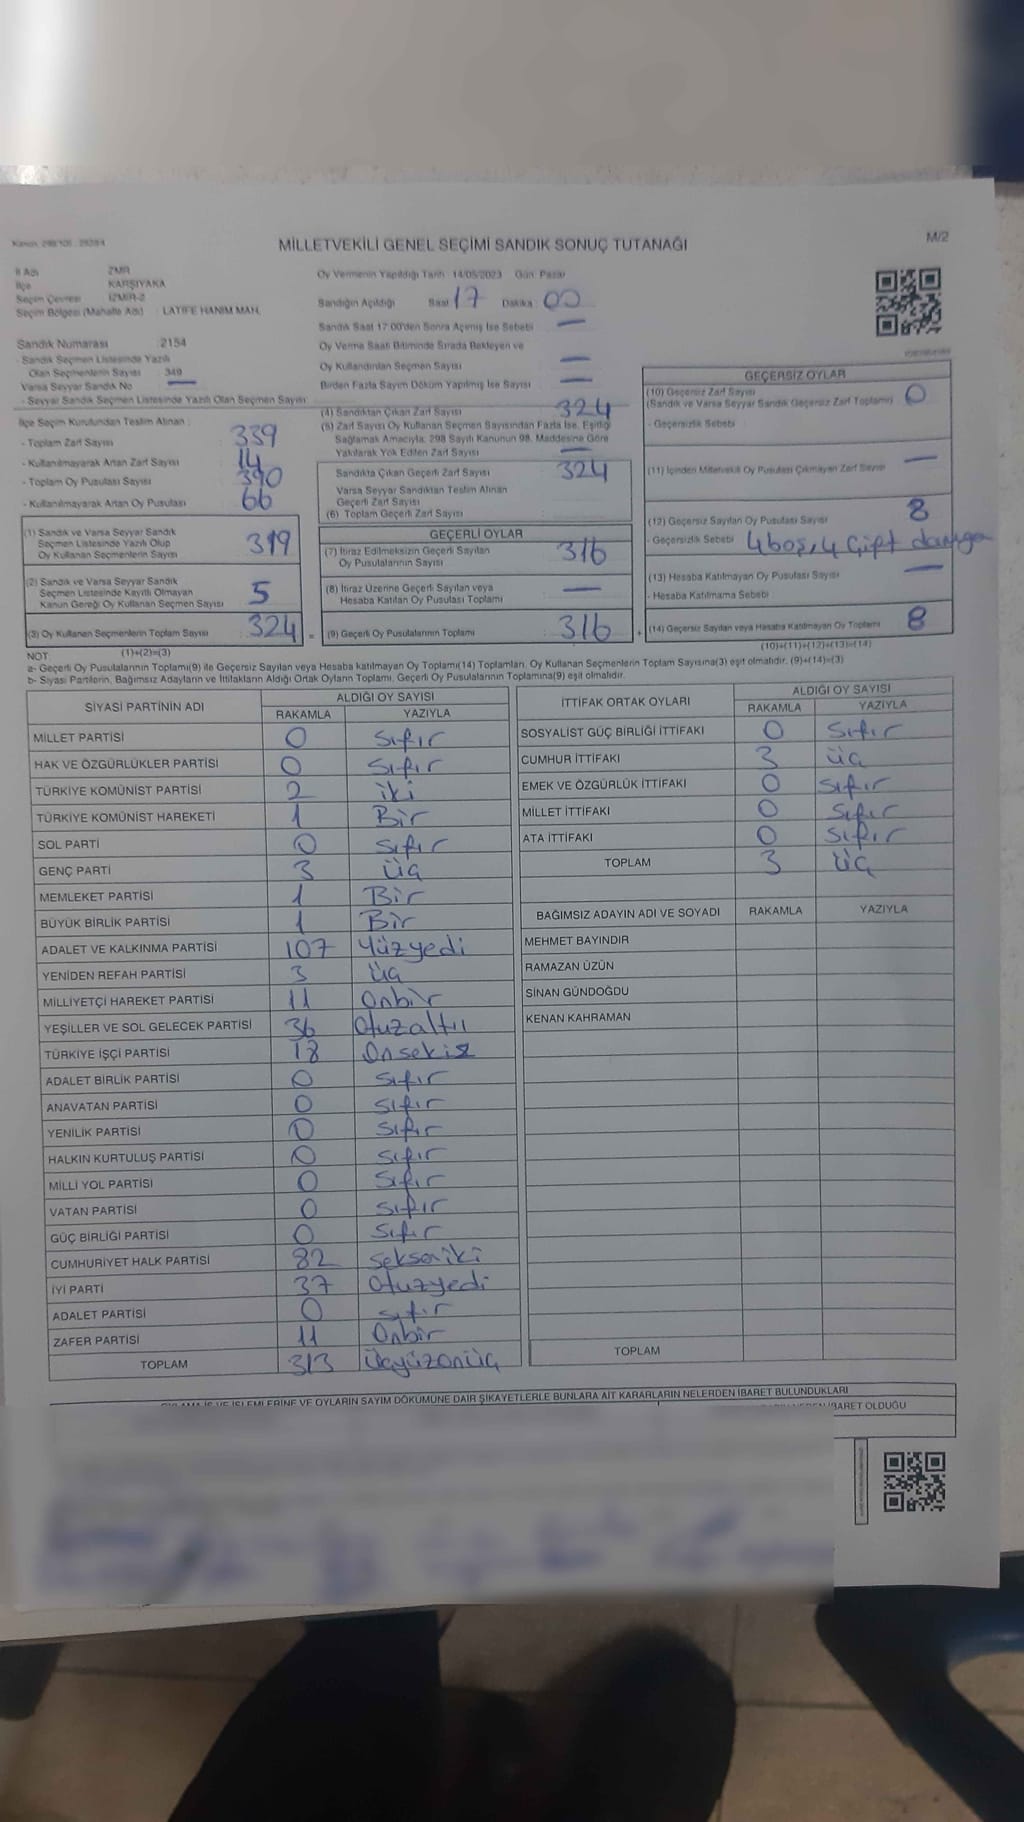 MİLLETVEKİLİ GENEL SEÇİMİ SANDIK SONUÇ TUTANAĞI
M/2
İl Adı : İZMİR
İlçe : KARŞIYAKA
Seçim Çevresi : İZMİR-2
Seçim Bölgesi (Mahalle Adı) : LATİFE HANIM MAH.
Sandık Numarası : 2154
- Sandık Seçmen Listesinde Yazılı
Olan Seçmenlerin Sayısı : 349
Varsa Seyyar Sandık No —
- Seyyar Sandık Seçmen Listesinde Yazılı Olan Seçmen Sayısı
Oy Vermenin Yapıldığı Tarih : 14/05/2023 Gün: Pazar
Sandığın Açıldığı Saat 17 Dakika 00
Sandık Saat 17:00'den Sonra Açılmış İse Sebebi —
Oy Verme Saati Bitiminde Sırada Bekleyen ve
Oy Kullandırılan Seçmen Sayısı —
Birden Fazla Sayım Döküm Yapılmış İse Sayısı —
İlçe Seçim Kurulundan Teslim Alınan :
- Toplam Zarf Sayısı 339
- Kullanılmayarak Artan Zarf Sayısı 14
- Toplam Oy Pusulası Sayısı 390
- Kullanılmayarak Artan Oy Pusulası 66
(1) Sandık ve Varsa Seyyar Sandık
Seçmen Listesinde Yazılı Olup
Oy Kullanan Seçmenlerin Sayısı 319
(2) Sandık ve Varsa Seyyar Sandık
Seçmen Listesinde Kayıtlı Olmayan
Kanun Gereği Oy Kullanan Seçmen Sayısı 5
(3) Oy Kullanan Seçmenlerin Toplam Sayısı 324
(4) Sandıktan Çıkan Zarf Sayısı 324
(5) Zarf Sayısı Oy Kullanan Seçmen Sayısından Fazla İse, Eşitliği
Sağlamak Amacıyla, 298 Sayılı Kanunun 98. Maddesine Göre
Yakılarak Yok Edilen Zarf Sayısı —
Sandıkta Çıkan Geçerli Zarf Sayısı 324
Varsa Seyyar Sandıktan Teslim Alınan
Geçerli Zarf Sayısı
(6) Toplam Geçerli Zarf Sayısı
GEÇERLİ OYLAR
(7) İtiraz Edilmeksizin Geçerli Sayılan
Oy Pusulalarının Sayısı 316
(8) İtiraz Üzerine Geçerli Sayılan veya
Hesaba Katılan Oy Pusulası Toplamı —
= (9) Geçerli Oy Pusulalarının Toplamı 316
GEÇERSİZ OYLAR
(10) Geçersiz Zarf Sayısı 0
(Sandık ve Varsa Seyyar Sandık Geçersiz Zarf Toplamı)
- Geçersizlik Sebebi :
(11) İçinden Milletvekili Oy Pusulası Çıkmayan Zarf Sayısı —
(12) Geçersiz Sayılan Oy Pusulası Sayısı 8
- Geçersizlik Sebebi 4 boş, 4 çift damga
(13) Hesaba Katılmayan Oy Pusulası Sayısı —
- Hesaba Katılmama Sebebi :
+ (14) Geçersiz Sayılan veya Hesaba Katılmayan Oy Toplamı 8
NOT: (1)+(2)=(3)
(10)+(11)+(12)+(13)=(14)
a- Geçerli Oy Pusulalarının Toplamı(9) ile Geçersiz Sayılan veya Hesaba katılmayan Oy Toplamı(14) Toplamları, Oy Kullanan Seçmenlerin Toplam Sayısına(3) eşit olmalıdır. (9)+(14)=(3)
b- Siyasi Partilerin, Bağımsız Adayların ve İttifakların Aldığı Ortak Oyların Toplamı, Geçerli Oy Pusulalarının Toplamına(9) eşit olmalıdır.
SİYASİ PARTİNİN ADI ALDIĞI OY SAYISI
RAKAMLA YAZIYLA
MİLLET PARTİSİ 0 Sıfır
HAK VE ÖZGÜRLÜKLER PARTİSİ 0 Sıfır
TÜRKİYE KOMÜNİST PARTİSİ 2 iki
TÜRKİYE KOMÜNİST HAREKETİ 1 Bir
SOL PARTİ 0 Sıfır
GENÇ PARTİ 3 Üç
MEMLEKET PARTİSİ 1 Bir
BÜYÜK BİRLİK PARTİSİ 1 Bir
ADALET VE KALKINMA PARTİSİ 107 Yüzyedi
YENİDEN REFAH PARTİSİ 3 Üç
MİLLİYETÇİ HAREKET PARTİSİ 11 Onbir
YEŞİLLER VE SOL GELECEK PARTİSİ 36 Otuzaltı
TÜRKİYE İŞÇİ PARTİSİ 18 Onsekiz
ADALET BİRLİK PARTİSİ 0 Sıfır
ANAVATAN PARTİSİ 0 Sıfır
YENİLİK PARTİSİ 0 Sıfır
HALKIN KURTULUŞ PARTİSİ 0 Sıfır
MİLLİ YOL PARTİSİ 0 Sıfır
VATAN PARTİSİ 0 Sıfır
GÜÇ BİRLİĞİ PARTİSİ 0 Sıfır
CUMHURİYET HALK PARTİSİ 82 Sekseniki
İYİ PARTİ 37 Otuzyedi
ADALET PARTİSİ 0 Sıfır
ZAFER PARTİSİ 11 Onbir
TOPLAM 313 Üçyüzonüç
İTTİFAK ORTAK OYLARI ALDIĞI OY SAYISI
RAKAMLA YAZIYLA
SOSYALİST GÜÇ BİRLİĞİ İTTİFAKI 0 Sıfır
CUMHUR İTTİFAKI 3 Üç
EMEK VE ÖZGÜRLÜK İTTİFAKI 0 Sıfır
MİLLET İTTİFAKI 0 Sıfır
ATA İTTİFAKI 0 Sıfır
TOPLAM 3 Üç
BAĞIMSIZ ADAYIN ADI VE SOYADI RAKAMLA YAZIYLA
MEHMET BAYINDIR
RAMAZAN ÜZÜN
SİNAN GÜNDOĞDU
KENAN KAHRAMAN
TOPLAM
OYLAMA İŞ VE İŞLEMLERİNE VE OYLARIN SAYIM DÖKÜMÜNE DAİR ŞİKAYETLERLE BUNLARA AİT KARARLARIN NELERDEN İBARET BULUNDUKLARI
İBARET OLDUĞU